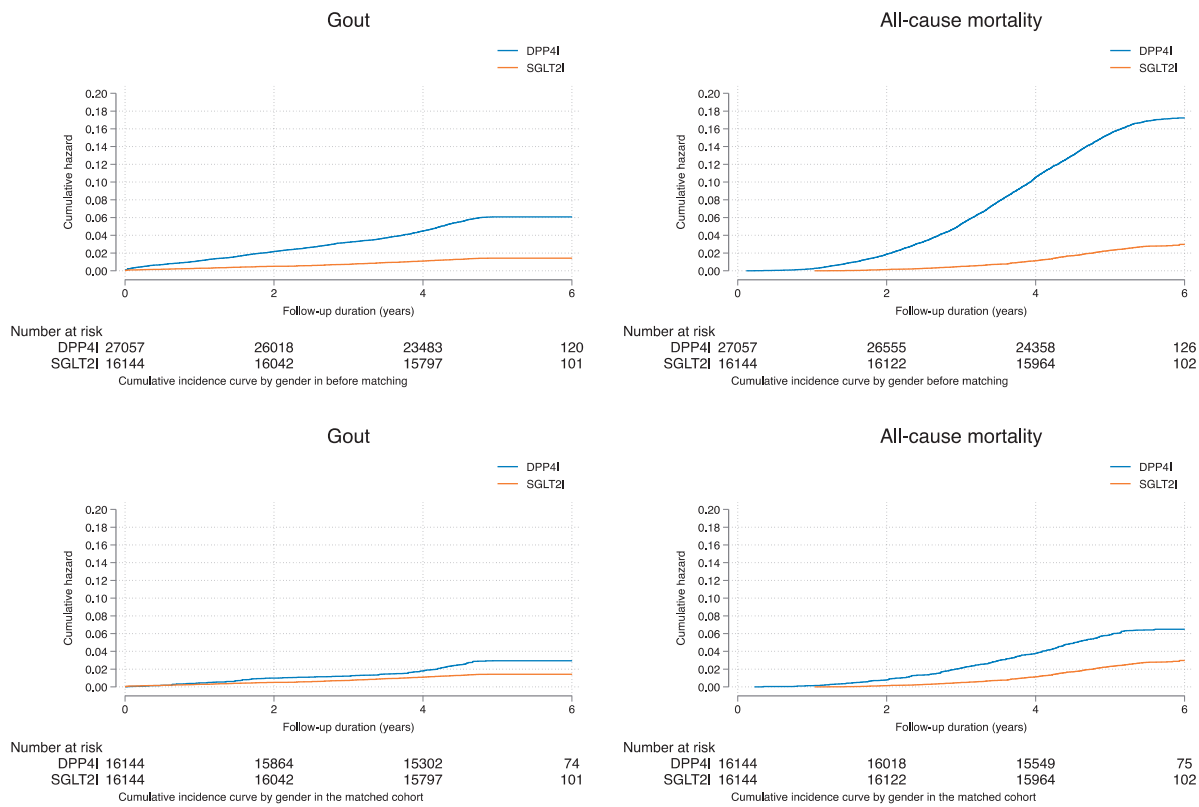 Gout
DPP4I
SGLT2I
Cumulative hazard
0.20
0.18
0.16
0.14
0.12
0.10
0.08
0.06
0.04
0.02
0.00
0 2 4 6
Follow-up duration (years)
Number at risk
DPP4I 27057 26018 23483 120
SGLT2I 16144 16042 15797 101
Cumulative incidence curve by gender in before matching
All-cause mortality
DPP4I
SGLT2I
Cumulative hazard
0.20
0.18
0.16
0.14
0.12
0.10
0.08
0.06
0.04
0.02
0.00
0 2 4 6
Follow-up duration (years)
Number at risk
DPP4I 27057 26555 24358 126
SGLT2I 16144 16122 15964 102
Cumulative incidence curve by gender before matching
Gout
DPP4I
SGLT2I
Cumulative hazard
0.20
0.18
0.16
0.14
0.12
0.10
0.08
0.06
0.04
0.02
0.00
0 2 4 6
Follow-up duration (years)
Number at risk
DPP4I 16144 15864 15302 74
SGLT2I 16144 16042 15797 101
Cumulative incidence curve by gender in the matched cohort
All-cause mortality
DPP4I
SGLT2I
Cumulative hazard
0.20
0.18
0.16
0.14
0.12
0.10
0.08
0.06
0.04
0.02
0.00
0 2 4 6
Follow-up duration (years)
Number at risk
DPP4I 16144 16018 15549 75
SGLT2I 16144 16122 15964 102
Cumulative incidence curve by gender in the matched cohort